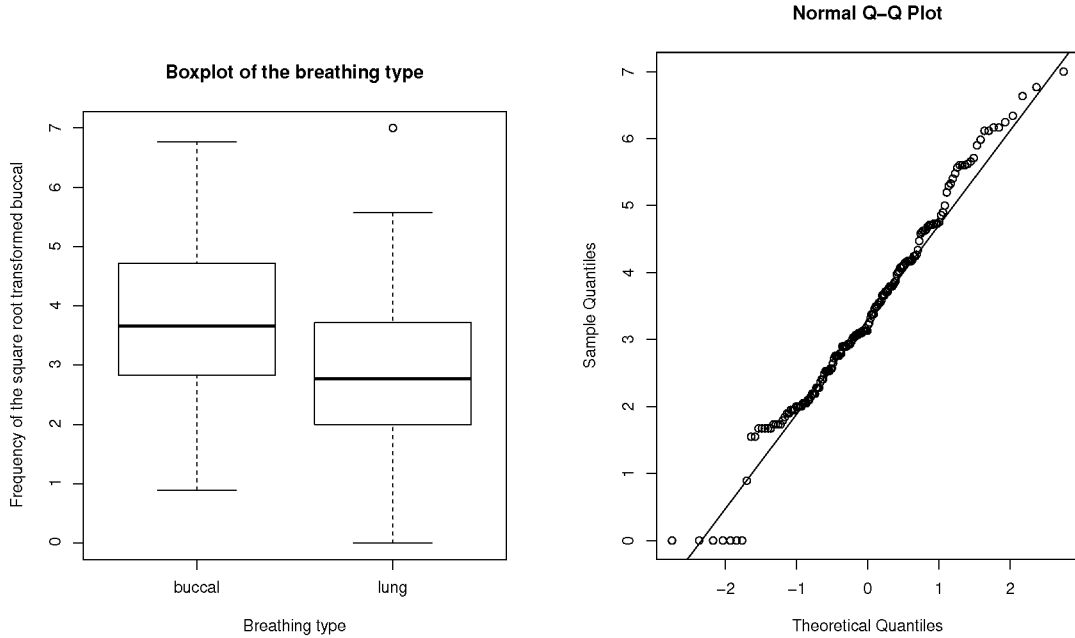 Boxplot of the breathing type
Frequency of the square root transformed buccal
7
6
5
4
3
2
1
0
buccal lung
Breathing type
Normal Q–Q Plot
Sample Quantiles
7
6
5
4
3
2
1
0
−2 −1 0 1 2
Theoretical Quantiles